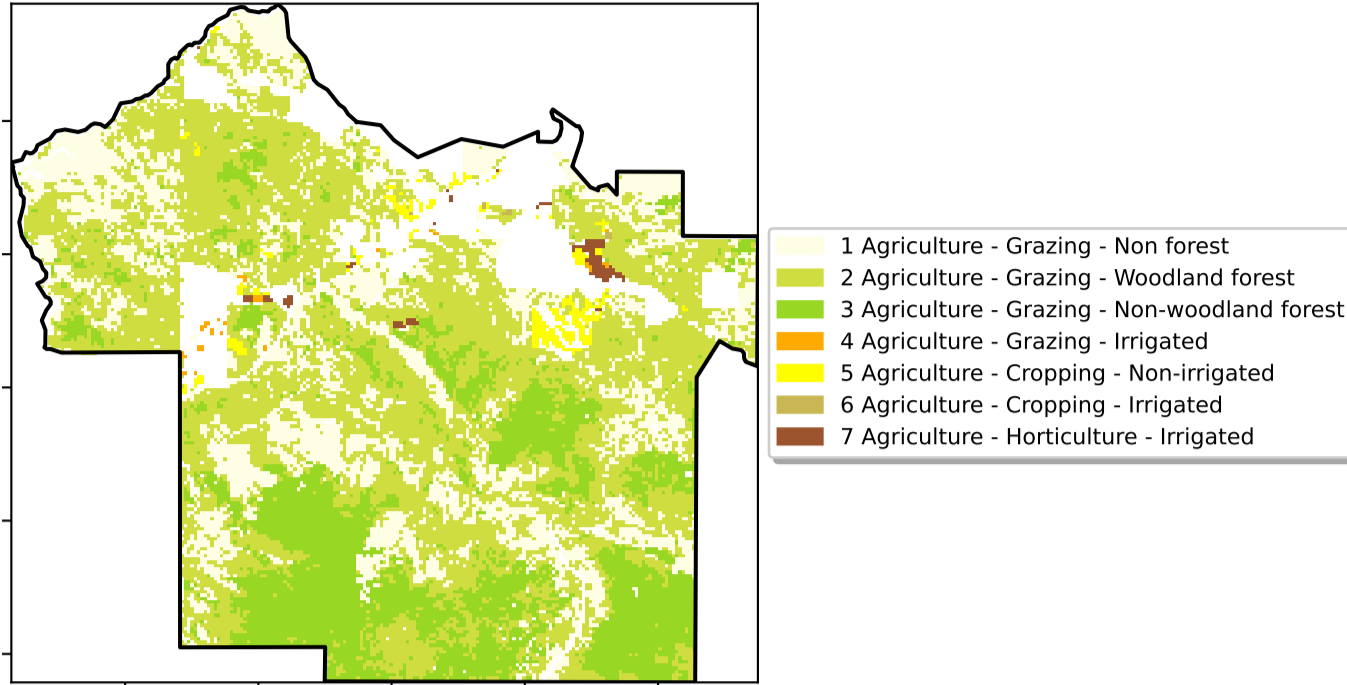 1 Agriculture - Grazing - Non forest
2 Agriculture - Grazing - Woodland forest
3 Agriculture - Grazing - Non-woodland forest
4 Agriculture - Grazing - Irrigated
5 Agriculture - Cropping - Non-irrigated
6 Agriculture - Cropping - Irrigated
7 Agriculture - Horticulture - Irrigated